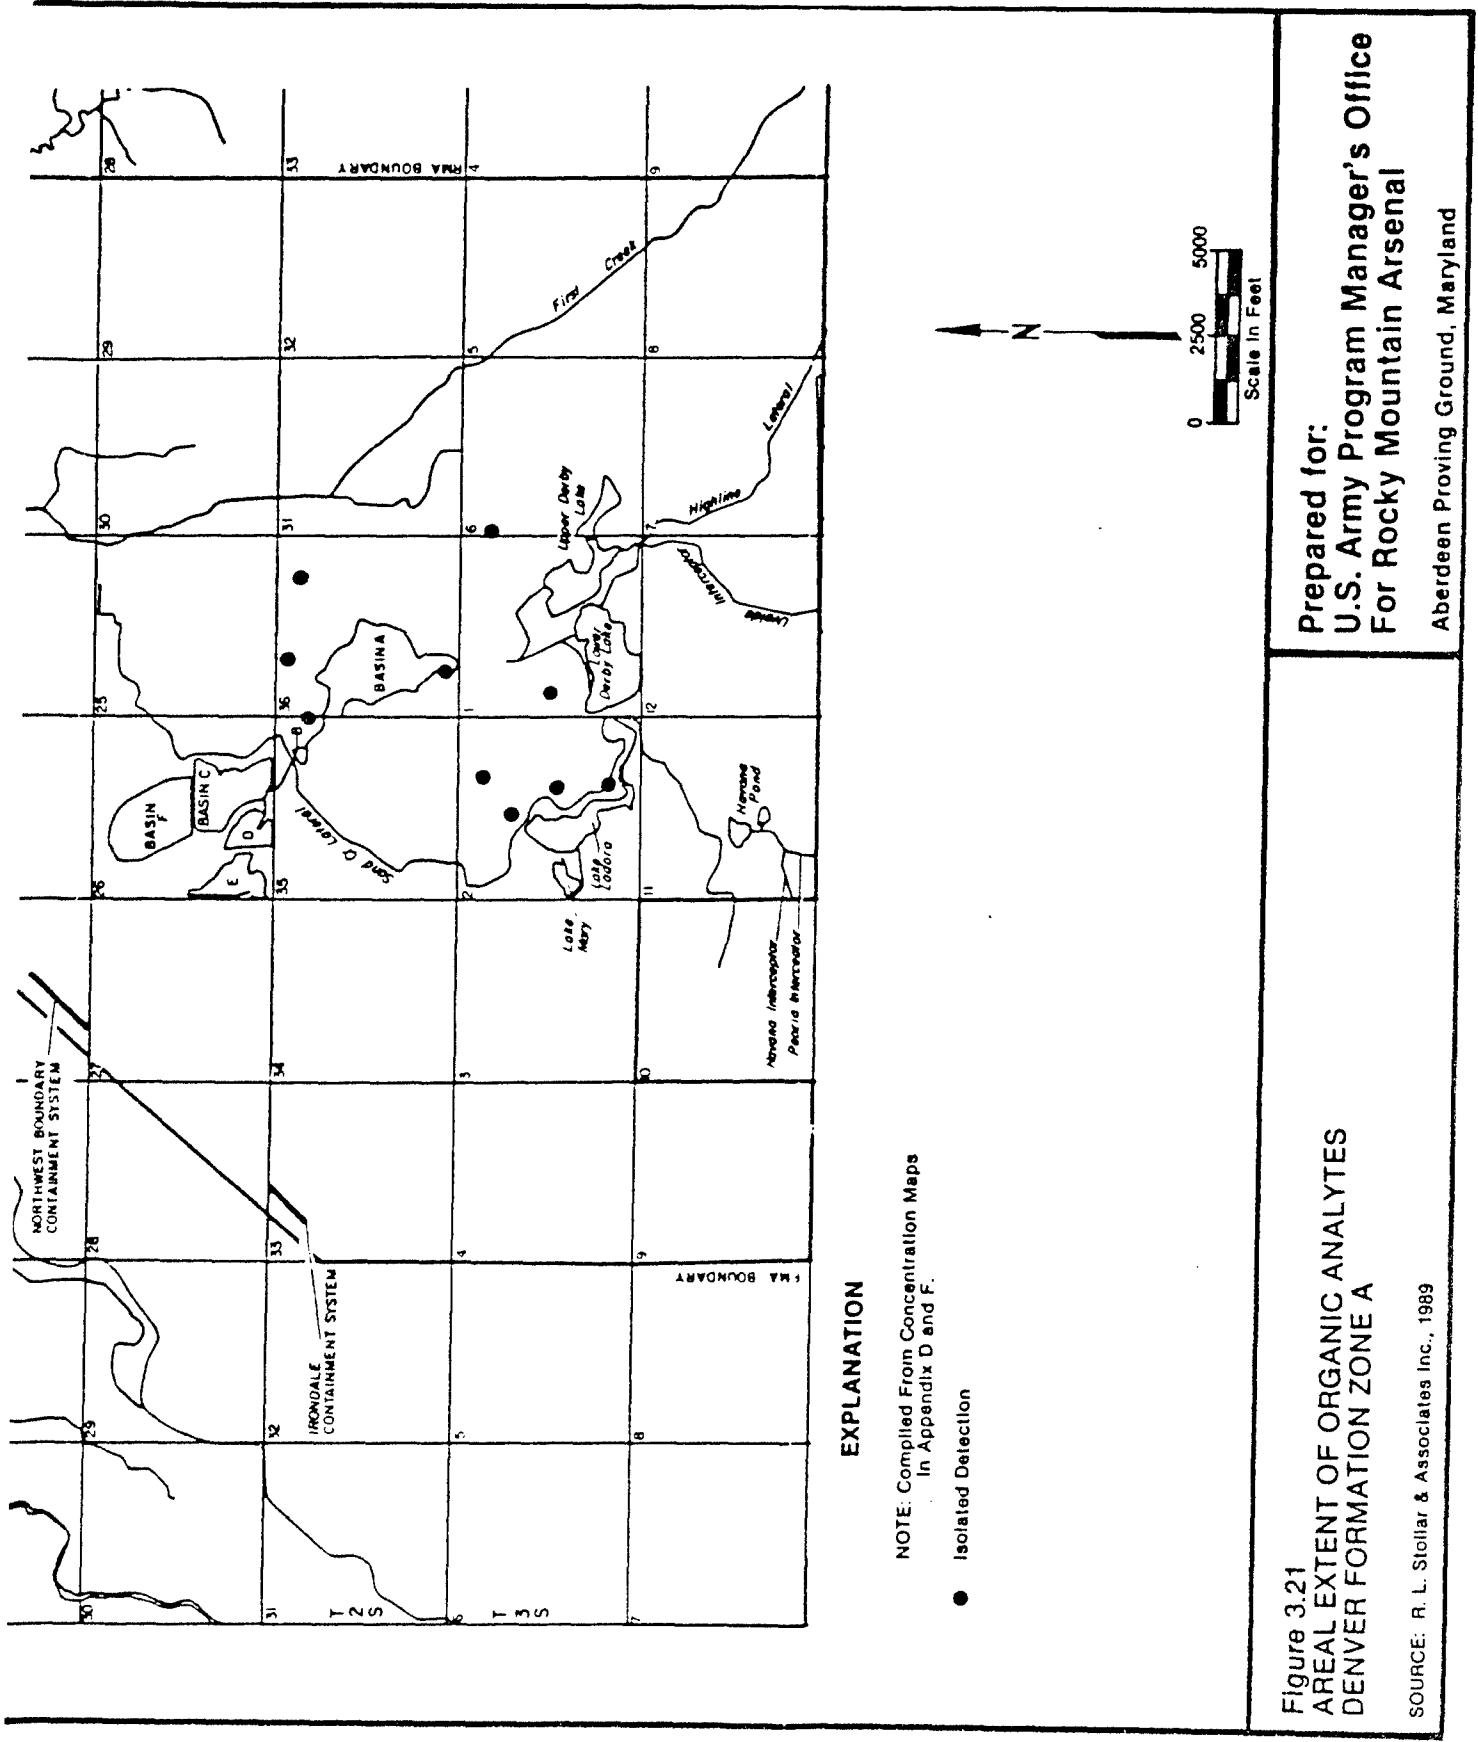 NORTHWEST BOUNDARY
CONTAINMENT SYSTEM
IRONDALE
CONTAINMENT SYSTEM
30
29
28
27
26
25
30
29
28
31
32
33
34
35
36
31
32
33
T
2
S
6
5
4
3
2
1
6
5
4
T
3
S
7
8
9
10
11
12
7
8
9
BASIN
F
BASIN C
D
E
B
BASIN A
Sand Cr Lateral
First Creek
RMA BOUNDARY
MA BOUNDARY
Lake
Mary
Lake
Ladora
Lower
Derby Lake
Upper Derby
Lake
Highline Lateral
Uvalda Interceptor
Havana
Pond
Havana Interceptor
Peoria Interceptor
EXPLANATION
NOTE: Compiled From Concentration Maps
In Appendix D and F.
● Isolated Detection
N
0 2500 5000
Scale In Feet
Figure 3.21
AREAL EXTENT OF ORGANIC ANALYTES
DENVER FORMATION ZONE A
SOURCE: R. L. Stollar & Associates Inc., 1989
Prepared for:
U.S. Army Program Manager's Office
For Rocky Mountain Arsenal
Aberdeen Proving Ground, Maryland